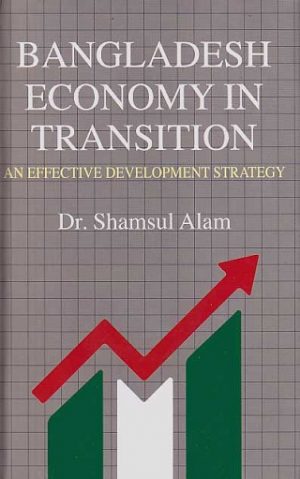 BANGLADESH
ECONOMY IN
TRANSITION
AN EFFECTIVE DEVELOPMENT STRATEGY
Dr. Shamsul Alam